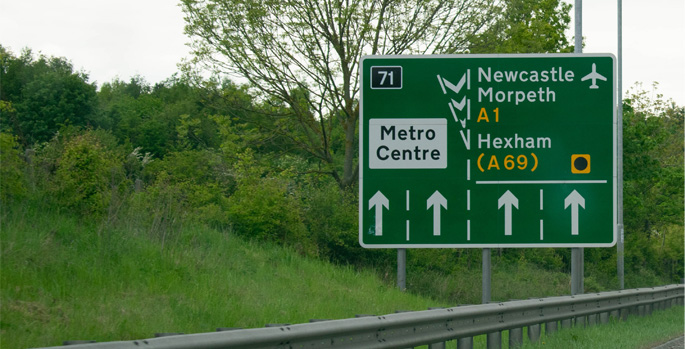 71
Newcastle
Morpeth
A1
Metro
Centre
Hexham
(A69)